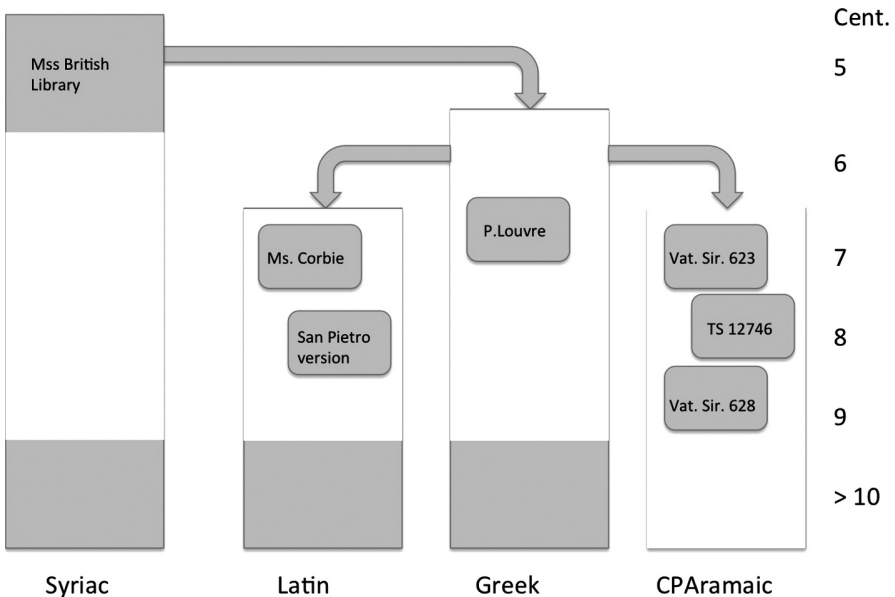 Cent.
Mss British
Library
5
6
P.Louvre
Ms. Corbie
Vat. Sir. 623
7
San Pietro
version
TS 12746
8
Vat. Sir. 628
9
> 10
Syriac
Latin
Greek
CPAramaic